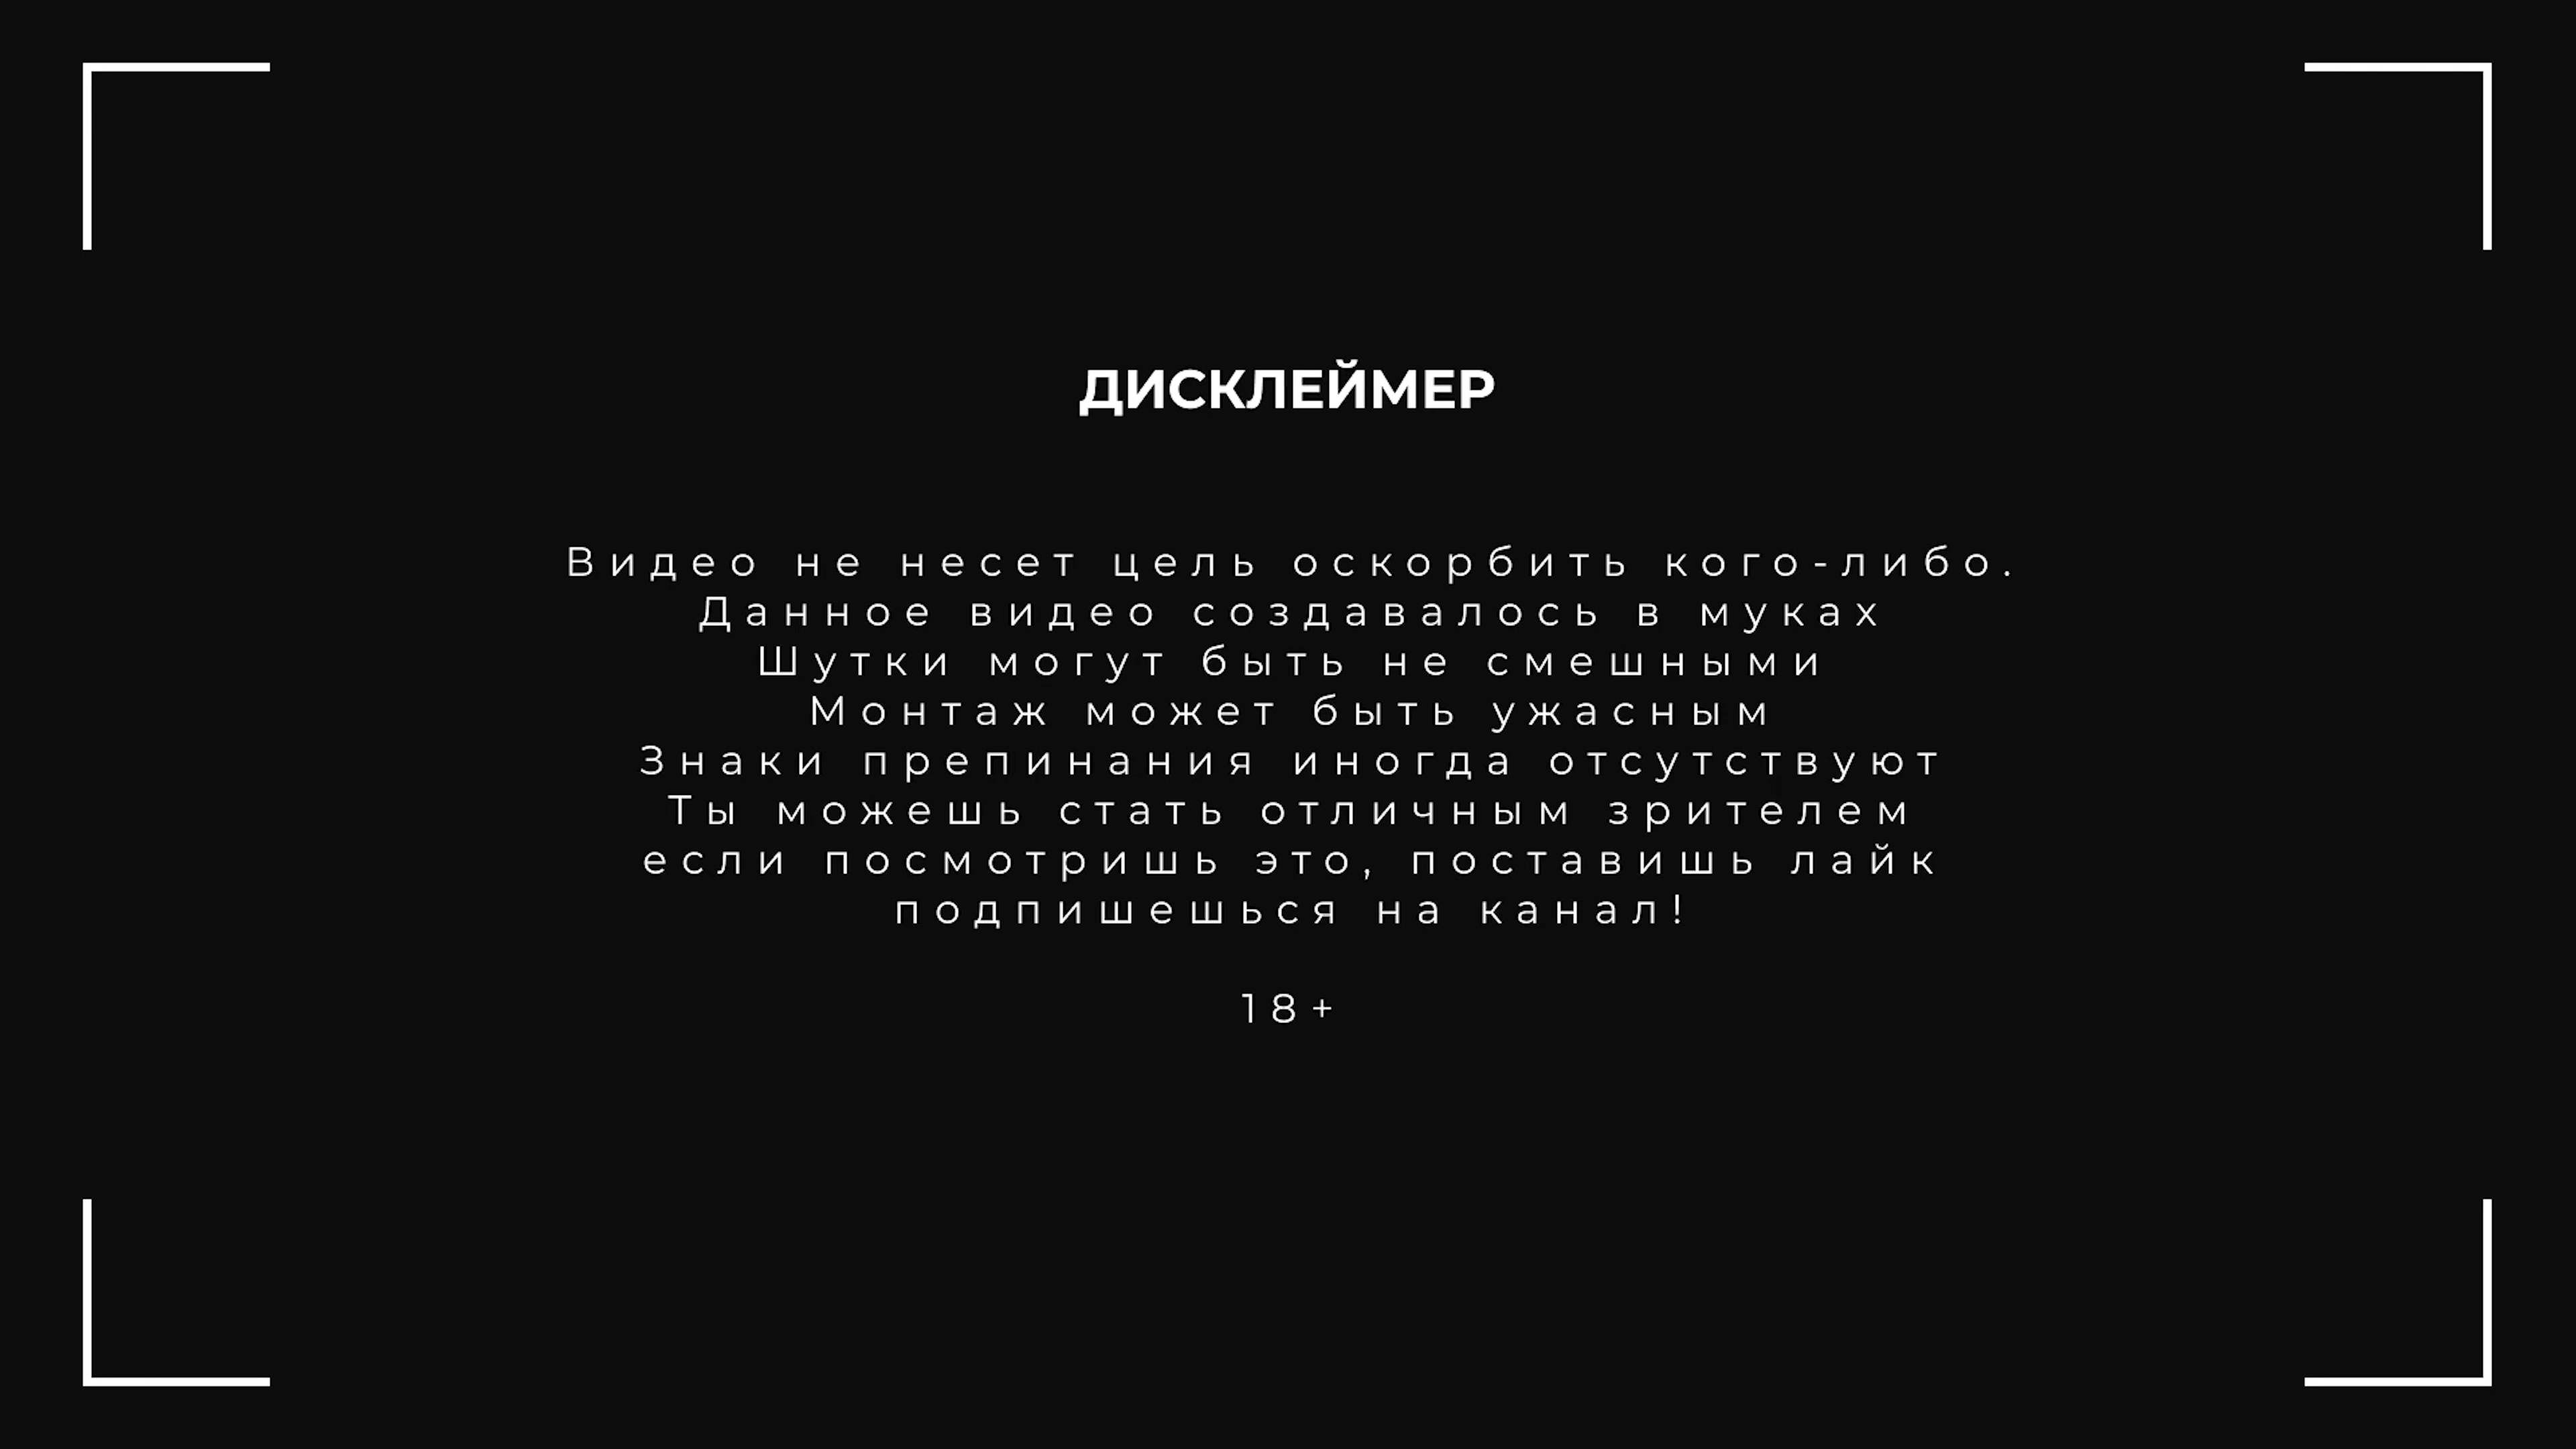 ДИСКЛЕЙМЕР
Видео не несет цель оскорбить кого-либо.
Данное видео создавалось в муках
Шутки могут быть не смешными
Монтаж может быть ужасным
Знаки препинания иногда отсутствуют
Ты можешь стать отличным зрителем
если посмотришь это, поставишь лайк
подпишешься на канал!
18+